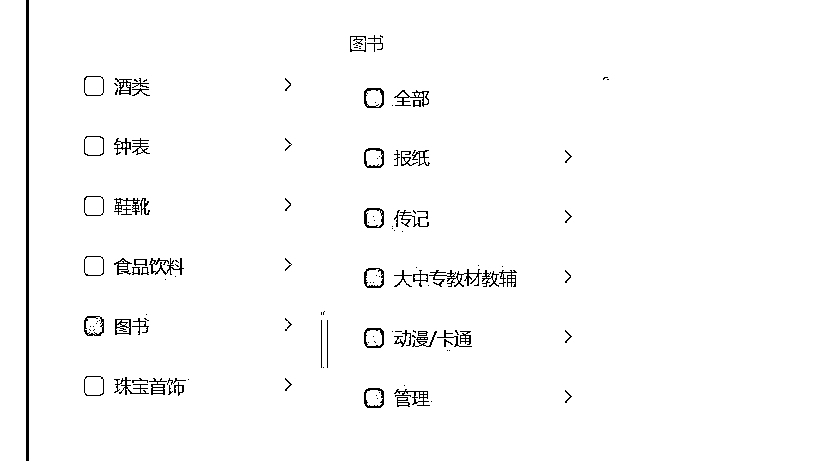 酒类
钟表
鞋靴
食品饮料
图书
珠宝首饰
图书
全部
报纸
传记
大中专教材教辅
动漫/卡通
管理